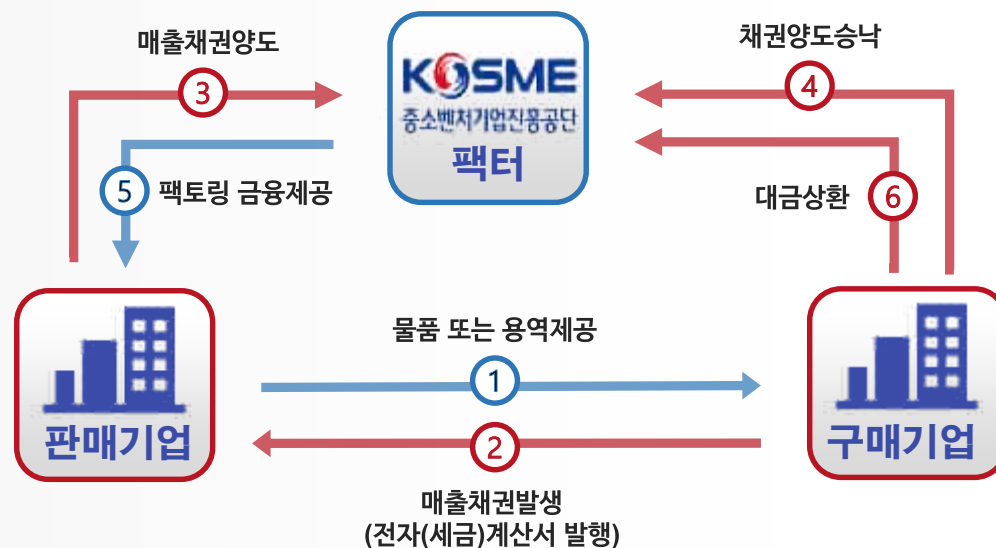 매출채권양도
3
KOSME
중소벤처기업진흥공단
팩터
채권양도승낙
4
5
팩토링 금융제공
대금상환
6
물품 또는 용역제공
1
판매기업
구매기업
2
매출채권발생
(전자(세금)계산서 발행)